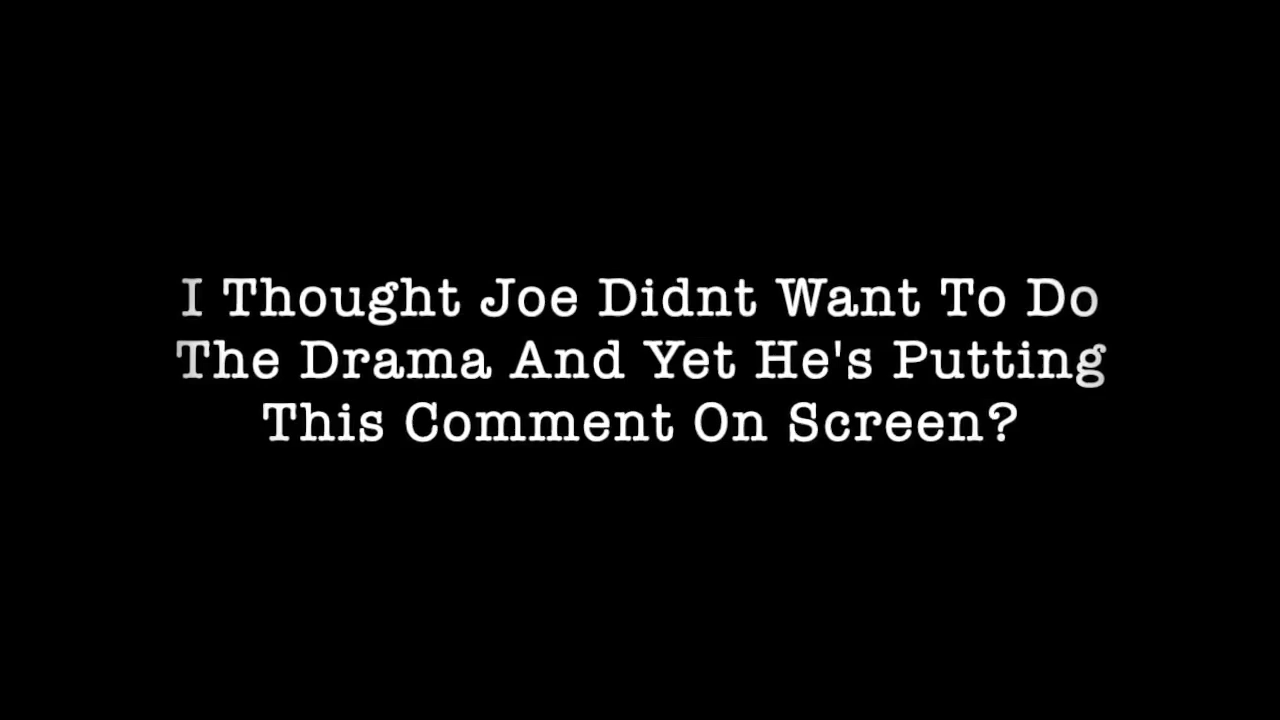 I Thought Joe Didnt Want To Do
The Drama And Yet He's Putting
This Comment On Screen?